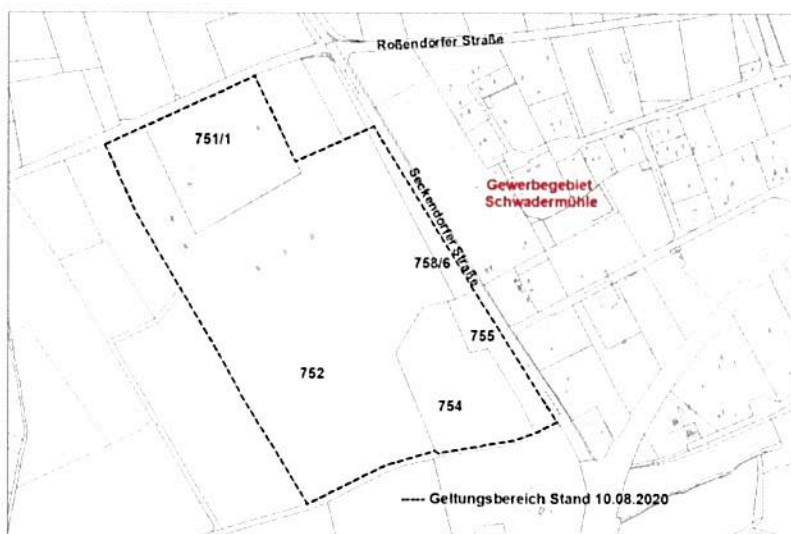 Roßendorfer Straße
751/1
Seckendorfer Straße
Gewerbegebiet
Schwadermühle
758/6
755
752
754
---- Geltungsbereich Stand 10.08.2020